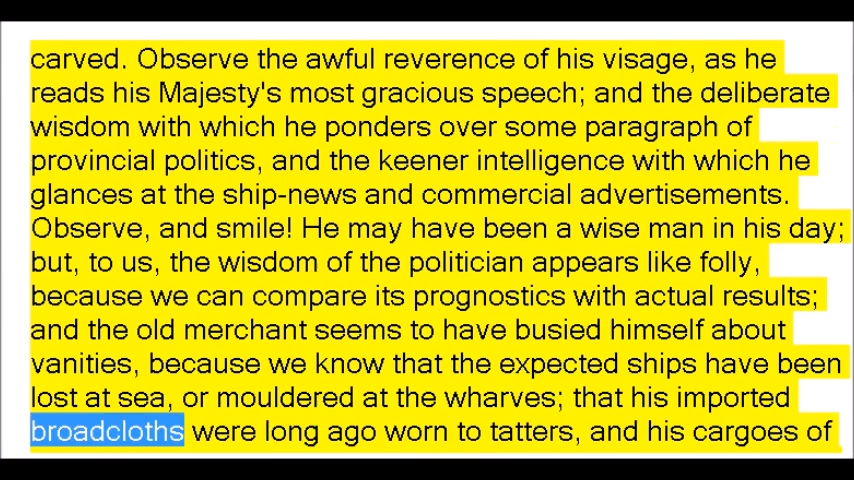 carved. Observe the awful reverence of his visage, as he
reads his Majesty's most gracious speech; and the deliberate
wisdom with which he ponders over some paragraph of
provincial politics, and the keener intelligence with which he
glances at the ship-news and commercial advertisements.
Observe, and smile! He may have been a wise man in his day;
but, to us, the wisdom of the politician appears like folly,
because we can compare its prognostics with actual results;
and the old merchant seems to have busied himself about
vanities, because we know that the expected ships have been
lost at sea, or mouldered at the wharves; that his imported
broadcloths were long ago worn to tatters, and his cargoes of